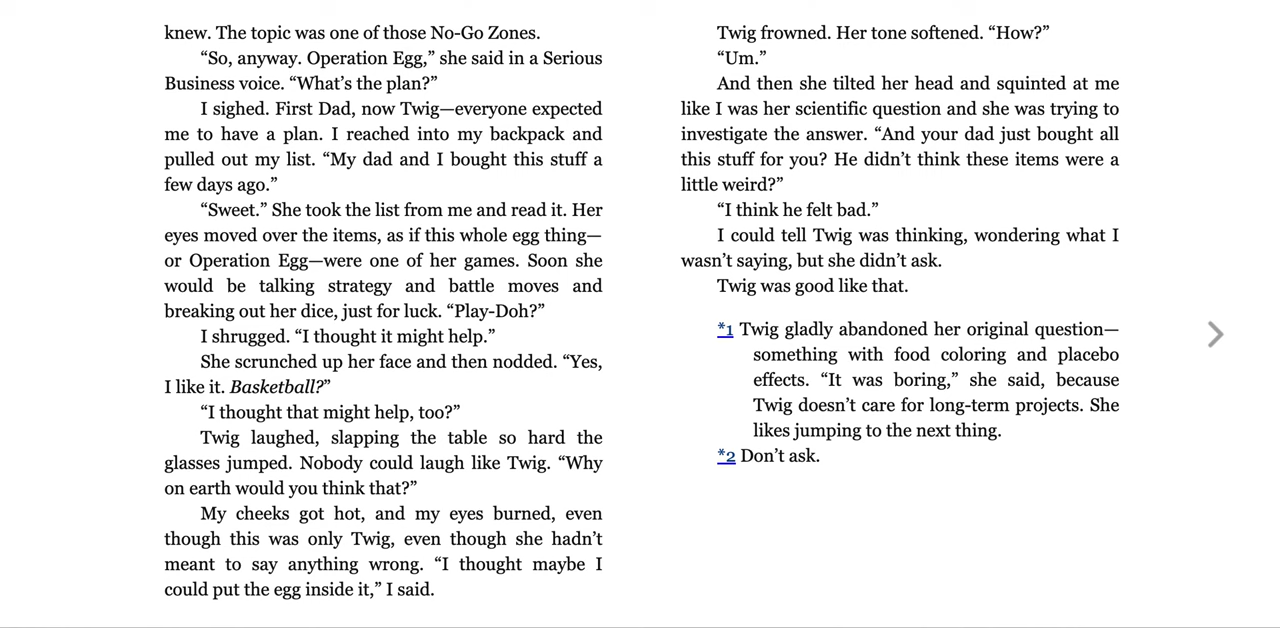 knew. The topic was one of those No-Go Zones.
“So, anyway. Operation Egg,” she said in a Serious
Business voice. “What’s the plan?”
I sighed. First Dad, now Twig—everyone expected
me to have a plan. I reached into my backpack and
pulled out my list. “My dad and I bought this stuff a
few days ago.”
“Sweet.” She took the list from me and read it. Her
eyes moved over the items, as if this whole egg thing—
or Operation Egg—were one of her games. Soon she
would be talking strategy and battle moves and
breaking out her dice, just for luck. “Play-Doh?”
I shrugged. “I thought it might help.”
She scrunched up her face and then nodded. “Yes,
I like it. Basketball?”
“I thought that might help, too?”
Twig laughed, slapping the table so hard the
glasses jumped. Nobody could laugh like Twig. “Why
on earth would you think that?”
My cheeks got hot, and my eyes burned, even
though this was only Twig, even though she hadn’t
meant to say anything wrong. “I thought maybe I
could put the egg inside it,” I said.
Twig frowned. Her tone softened. “How?”
“Um.”
And then she tilted her head and squinted at me
like I was her scientific question and she was trying to
investigate the answer. “And your dad just bought all
this stuff for you? He didn’t think these items were a
little weird?”
“I think he felt bad.”
I could tell Twig was thinking, wondering what I
wasn’t saying, but she didn’t ask.
Twig was good like that.
*1 Twig gladly abandoned her original question—
something with food coloring and placebo
effects. “It was boring,” she said, because
Twig doesn’t care for long-term projects. She
likes jumping to the next thing.
*2 Don’t ask.